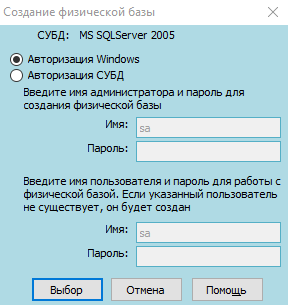 Создание физической базы
СУБД: MS SQLServer 2005
Авторизация Windows
Авторизация СУБД
Введите имя администратора и пароль для
создания физической базы
Имя: sa
Пароль:
Введите имя пользователя и пароль для работы с
физической базой. Если указанный пользователь
не существует, он будет создан
Имя: sa
Пароль:
Выбор Отмена Помощь